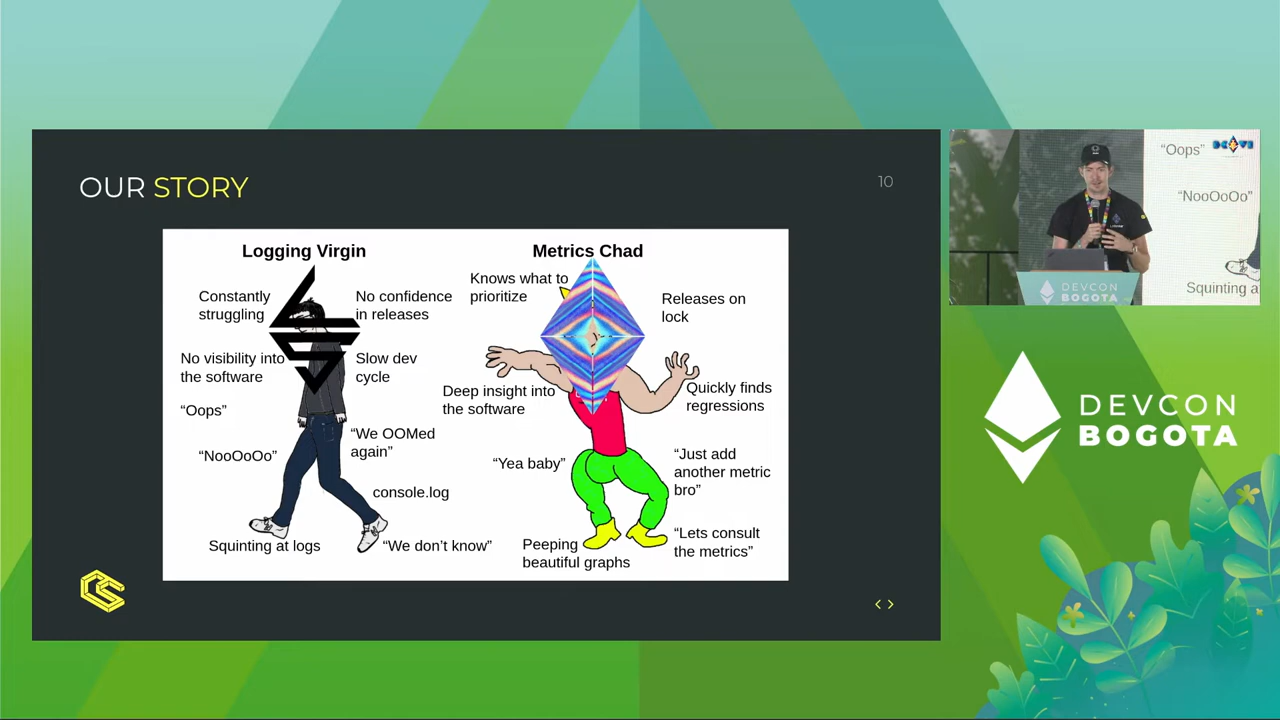 OUR STORY
10
Logging Virgin
Constantly
struggling
No confidence
in releases
No visibility into
the software
Slow dev
cycle
“Oops”
“We OOMed
again”
“NooOoOo”
console.log
Squinting at logs
“We don’t know”
Metrics Chad
Knows what to
prioritize
Releases on
lock
Deep insight into
the software
Quickly finds
regressions
“Yea baby”
“Just add
another metric
bro”
“Lets consult
the metrics”
Peeping
beautiful graphs
“Oops”
“NooOoOo”
Squinting a
DEVCON
BOGOTA
DEVCON
BOGOTA